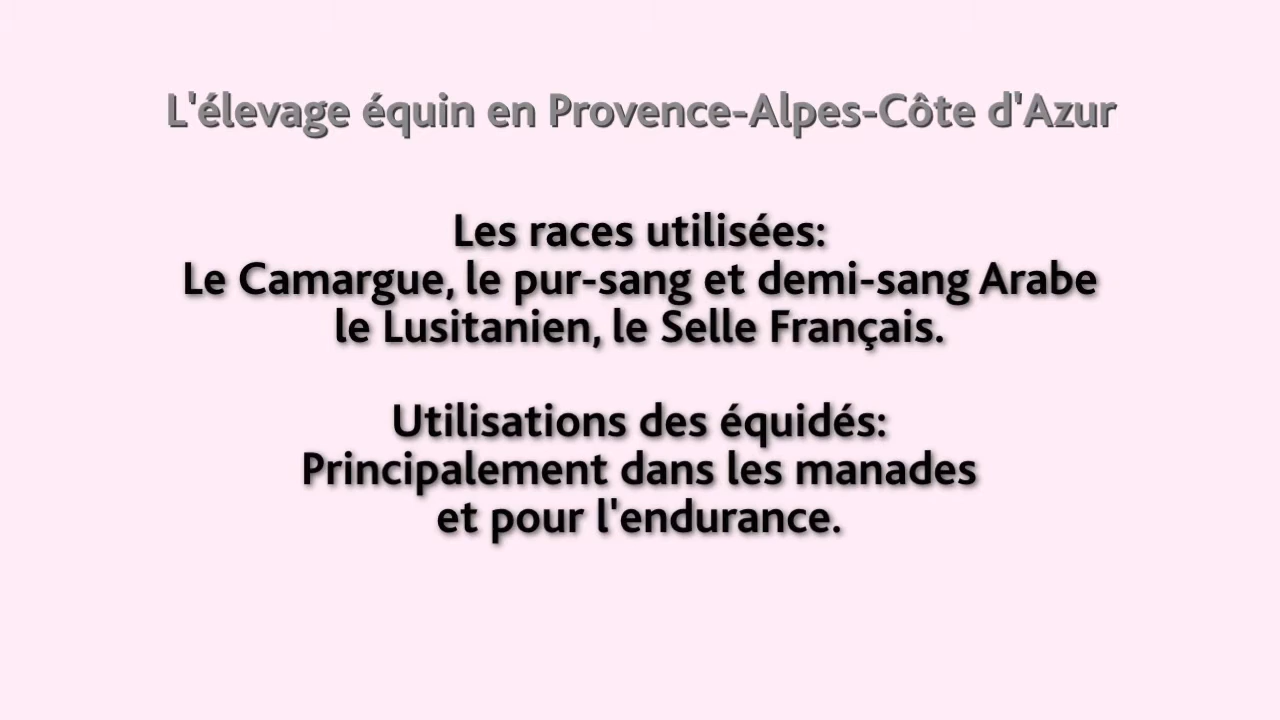 L'élevage équin en Provence-Alpes-Côte d'Azur
Les races utilisées:
Le Camargue, le pur-sang et demi-sang Arabe
le Lusitanien, le Selle Français.
Utilisations des équidés:
Principalement dans les manades
et pour l'endurance.